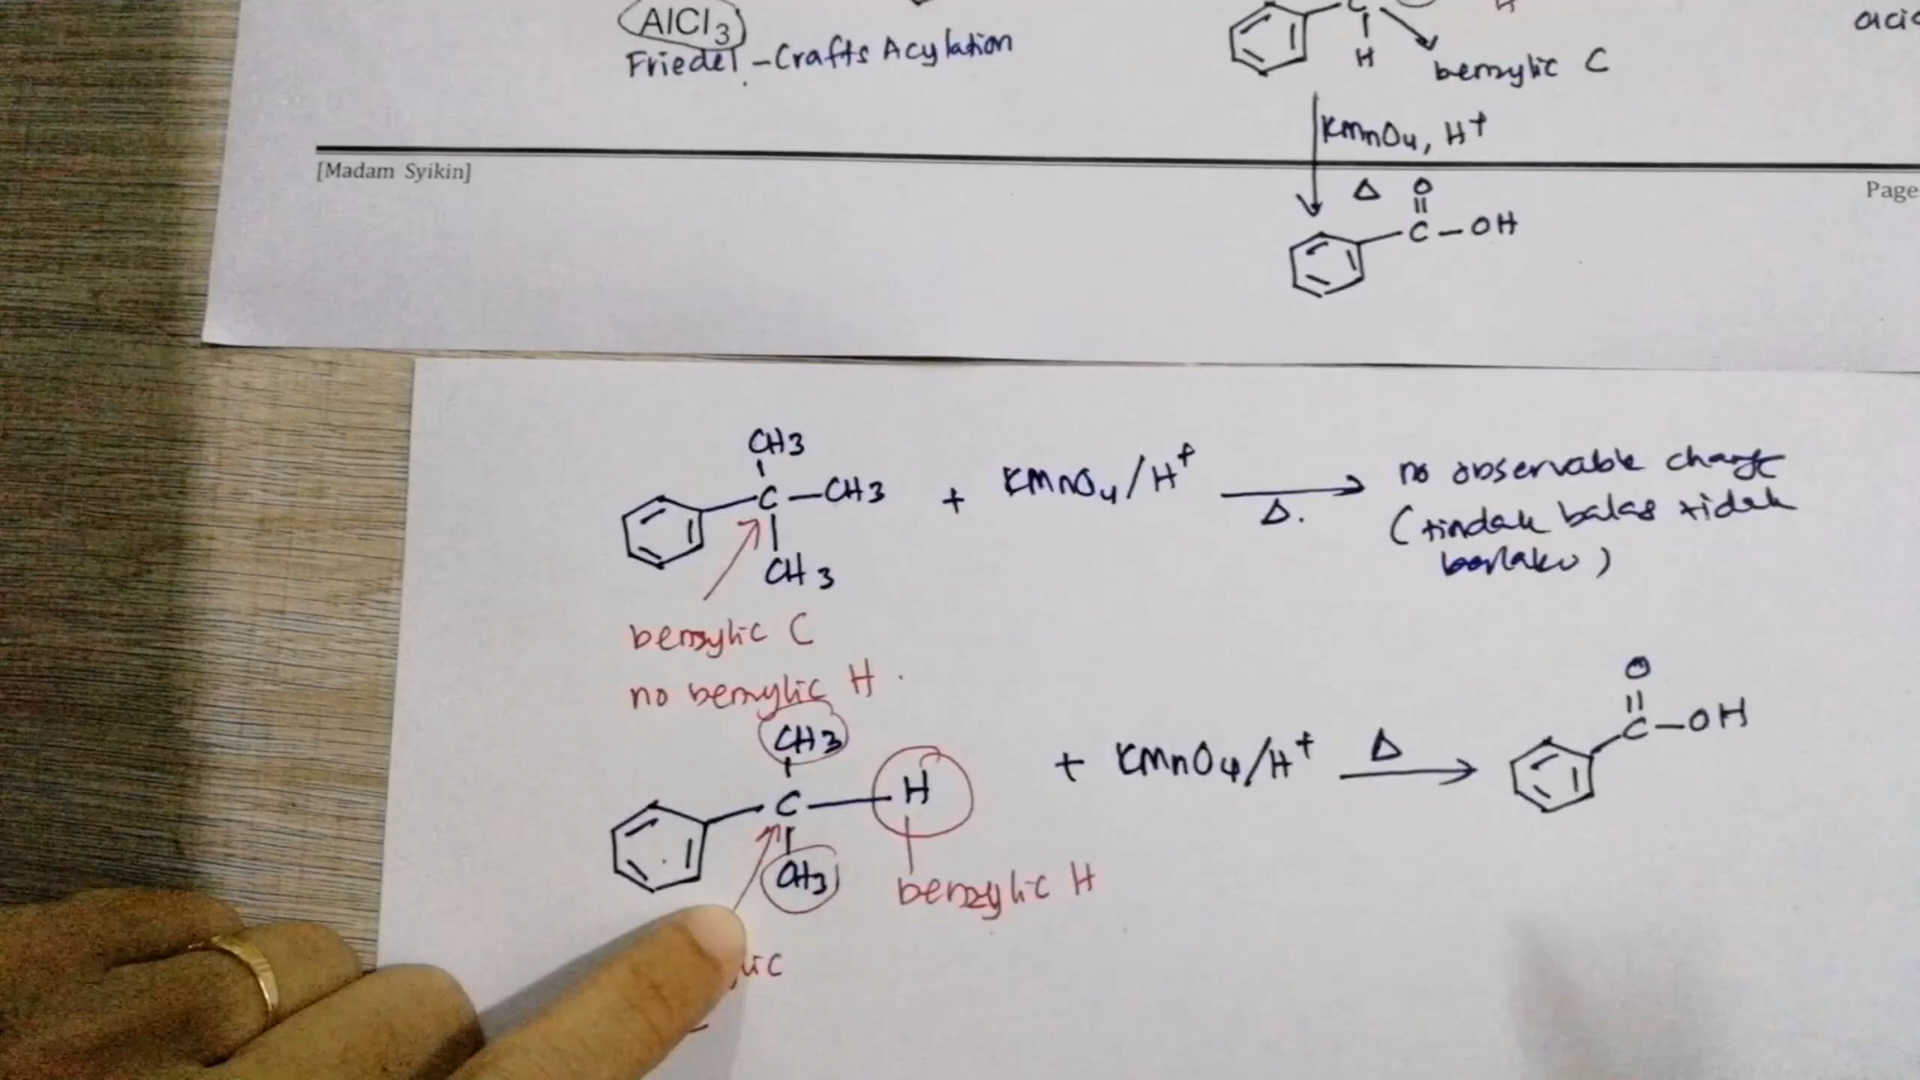 AlCl3
Friedel-Crafts Acylation
H
benzylic C
KMnO4, H+
Δ
O
C-OH
[Madam Syikin]
Page
CH3
C-CH3
CH3
+ KMnO4/H+
Δ.
no observable change
(tindak balas tidak
berlaku)
benzylic C
no benzylic H
CH3
C
H
CH3
benzylic H
+ KMnO4/H+
Δ
O
C-OH